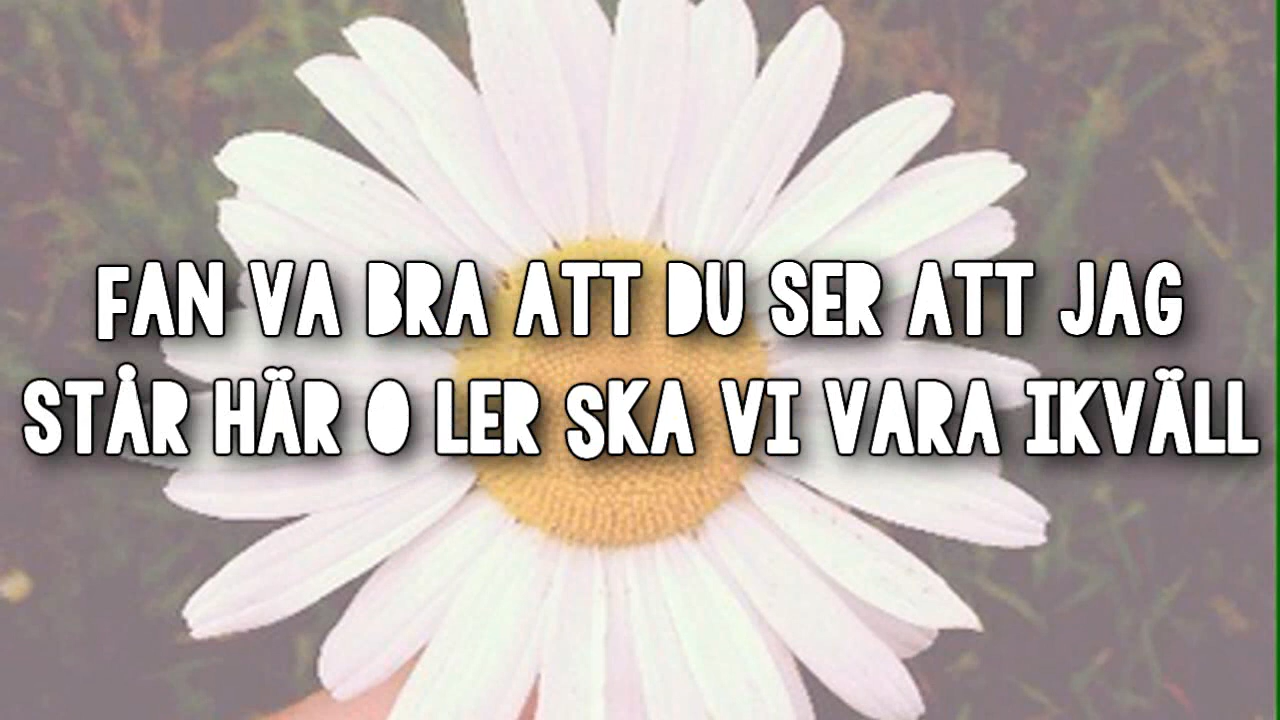 FAN VA BRA ATT DU SER ATT JAG
STÅR HÄR O LER SKA VI VARA IKVÄLL